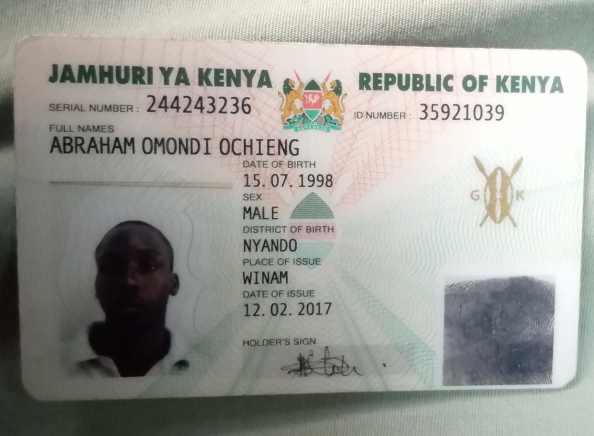 JAMHURI YA KENYA REPUBLIC OF KENYA
SERIAL NUMBER : 244243236 ID NUMBER : 35921039
FULL NAMES
ABRAHAM OMONDI OCHIENG
DATE OF BIRTH
15.07.1998
SEX
MALE
G K
DISTRICT OF BIRTH
NYANDO
PLACE OF ISSUE
WINAM
DATE OF ISSUE
12.02.2017
HOLDER'S SIGN.